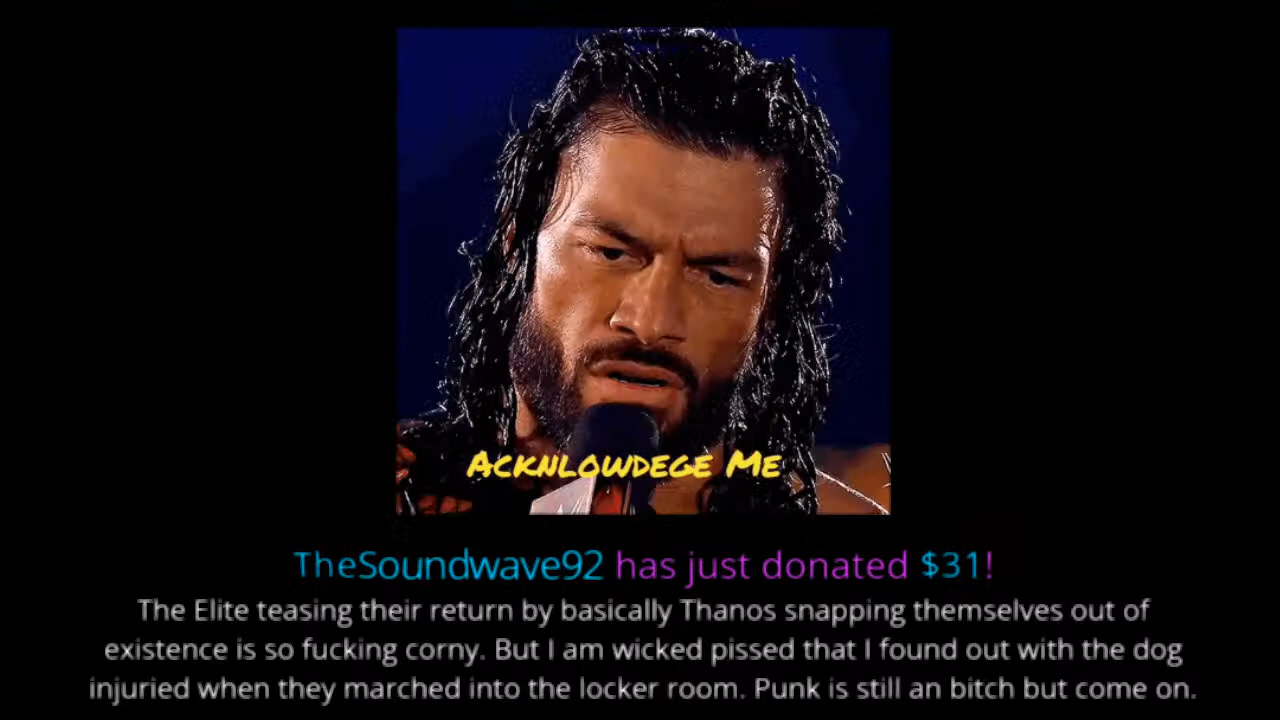 ACKNLOWDEGE ME
TheSoundwave92 has just donated $31!
The Elite teasing their return by basically Thanos snapping themselves out of
existence is so fucking corny. But I am wicked pissed that I found out with the dog
injuried when they marched into the locker room. Punk is still an bitch but come on.